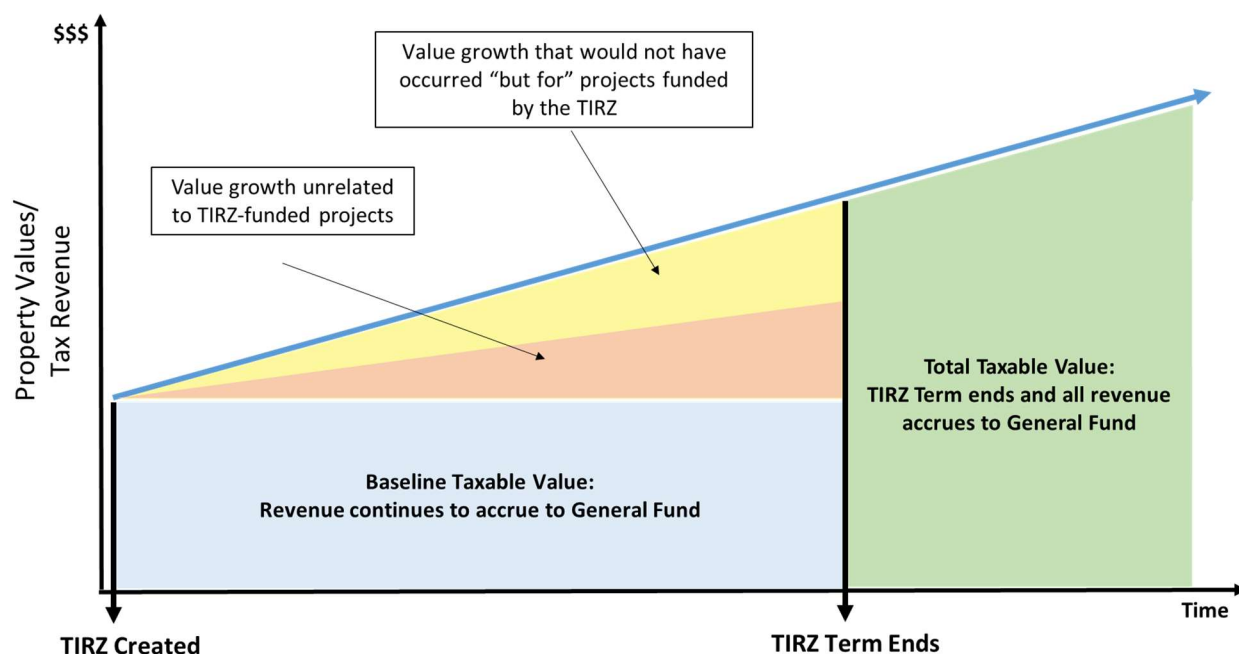 $$$
Value growth that would not have
occurred “but for” projects funded
by the TIRZ
Value growth unrelated
to TIRZ-funded projects
Property Values/
Tax Revenue
Total Taxable Value:
TIRZ Term ends and all revenue
accrues to General Fund
Baseline Taxable Value:
Revenue continues to accrue to General Fund
Time
TIRZ Created
TIRZ Term Ends